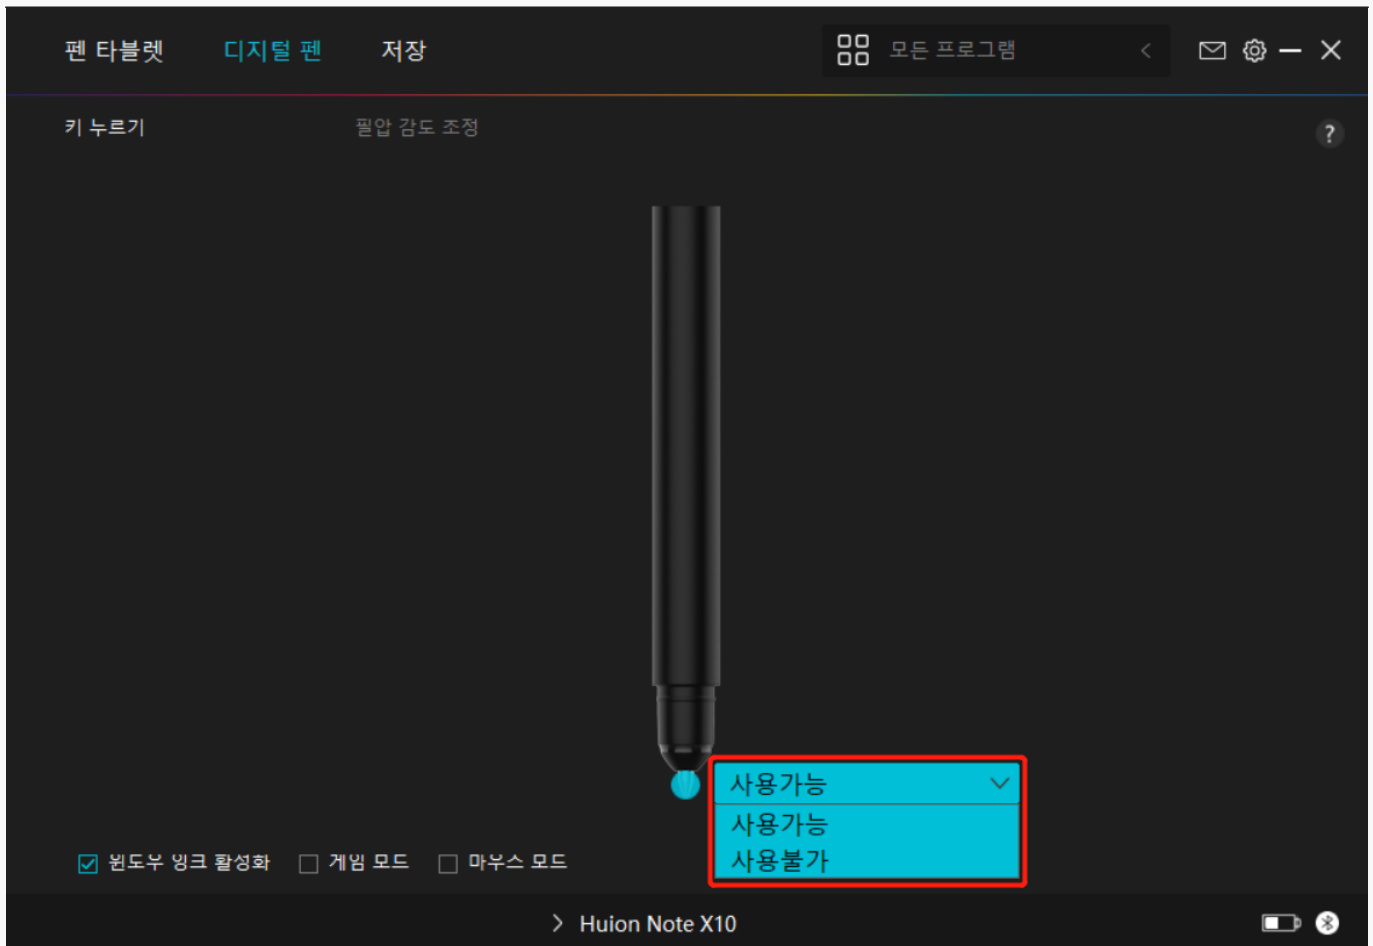 펜 타블렛 디지털 펜 저장 모든 프로그램
키 누르기 필압 감도 조정 ?
사용가능
사용가능
사용불가
윈도우 잉크 활성화 게임 모드 마우스 모드
Huion Note X10